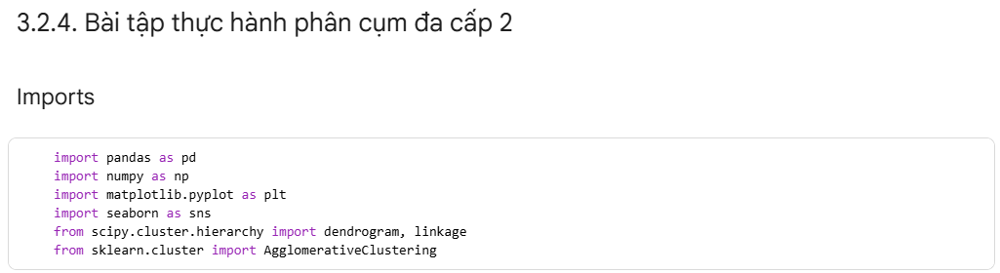 3.2.4. Bài tập thực hành phân cụm đa cấp 2
Imports
import pandas as pd
import numpy as np
import matplotlib.pyplot as plt
import seaborn as sns
from scipy.cluster.hierarchy import dendrogram, linkage
from sklearn.cluster import AgglomerativeClustering